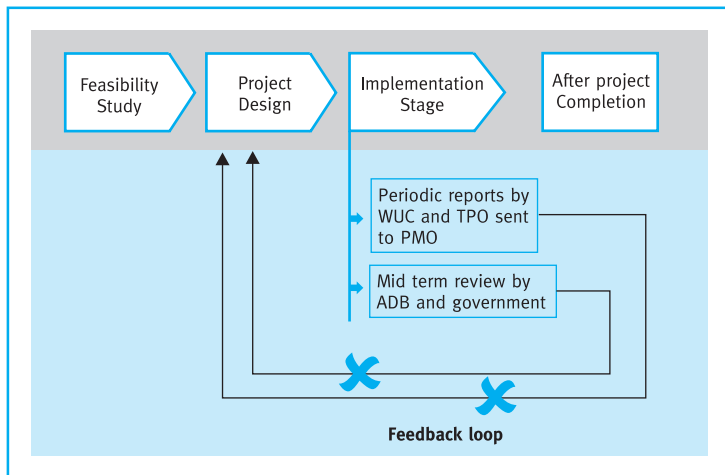 Feasibility
Study
Project
Design
Implementation
Stage
After project
Completion
Periodic reports by
WUC and TPO sent
to PMO
Mid term review by
ADB and government
Feedback loop